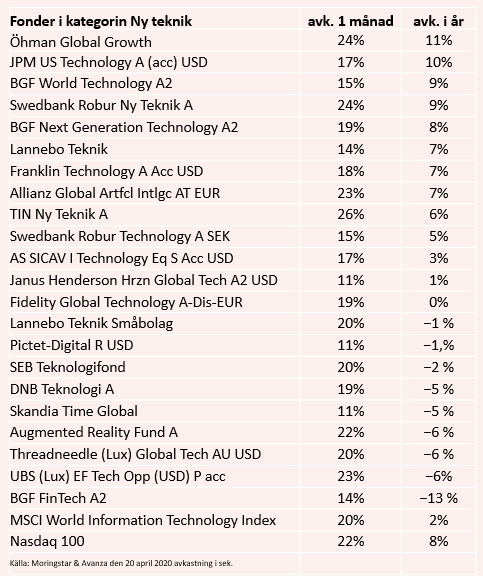 Fonder i kategorin Ny teknik avk. 1 månad avk. i år
Öhman Global Growth 24% 11%
JPM US Technology A (acc) USD 17% 10%
BGF World Technology A2 15% 9%
Swedbank Robur Ny Teknik A 24% 9%
BGF Next Generation Technology A2 19% 8%
Lannebo Teknik 14% 7%
Franklin Technology A Acc USD 18% 7%
Allianz Global Artfcl Intlgc AT EUR 23% 7%
TIN Ny Teknik A 26% 6%
Swedbank Robur Technology A SEK 15% 5%
AS SICAV I Technology Eq S Acc USD 17% 3%
Janus Henderson Hrzn Global Tech A2 USD 11% 1%
Fidelity Global Technology A-Dis-EUR 19% 0%
Lannebo Teknik Småbolag 20% −1 %
Pictet-Digital R USD 11% −1,%
SEB Teknologifond 20% −2 %
DNB Teknologi A 19% −5 %
Skandia Time Global 11% −5 %
Augmented Reality Fund A 22% −6 %
Threadneedle (Lux) Global Tech AU USD 20% −6 %
UBS (Lux) EF Tech Opp (USD) P acc 23% −6%
BGF FinTech A2 14% −13 %
MSCI World Information Technology Index 20% 2%
Nasdaq 100 22% 8%
Källa: Moringstar & Avanza den 20 april 2020 avkastning i sek.